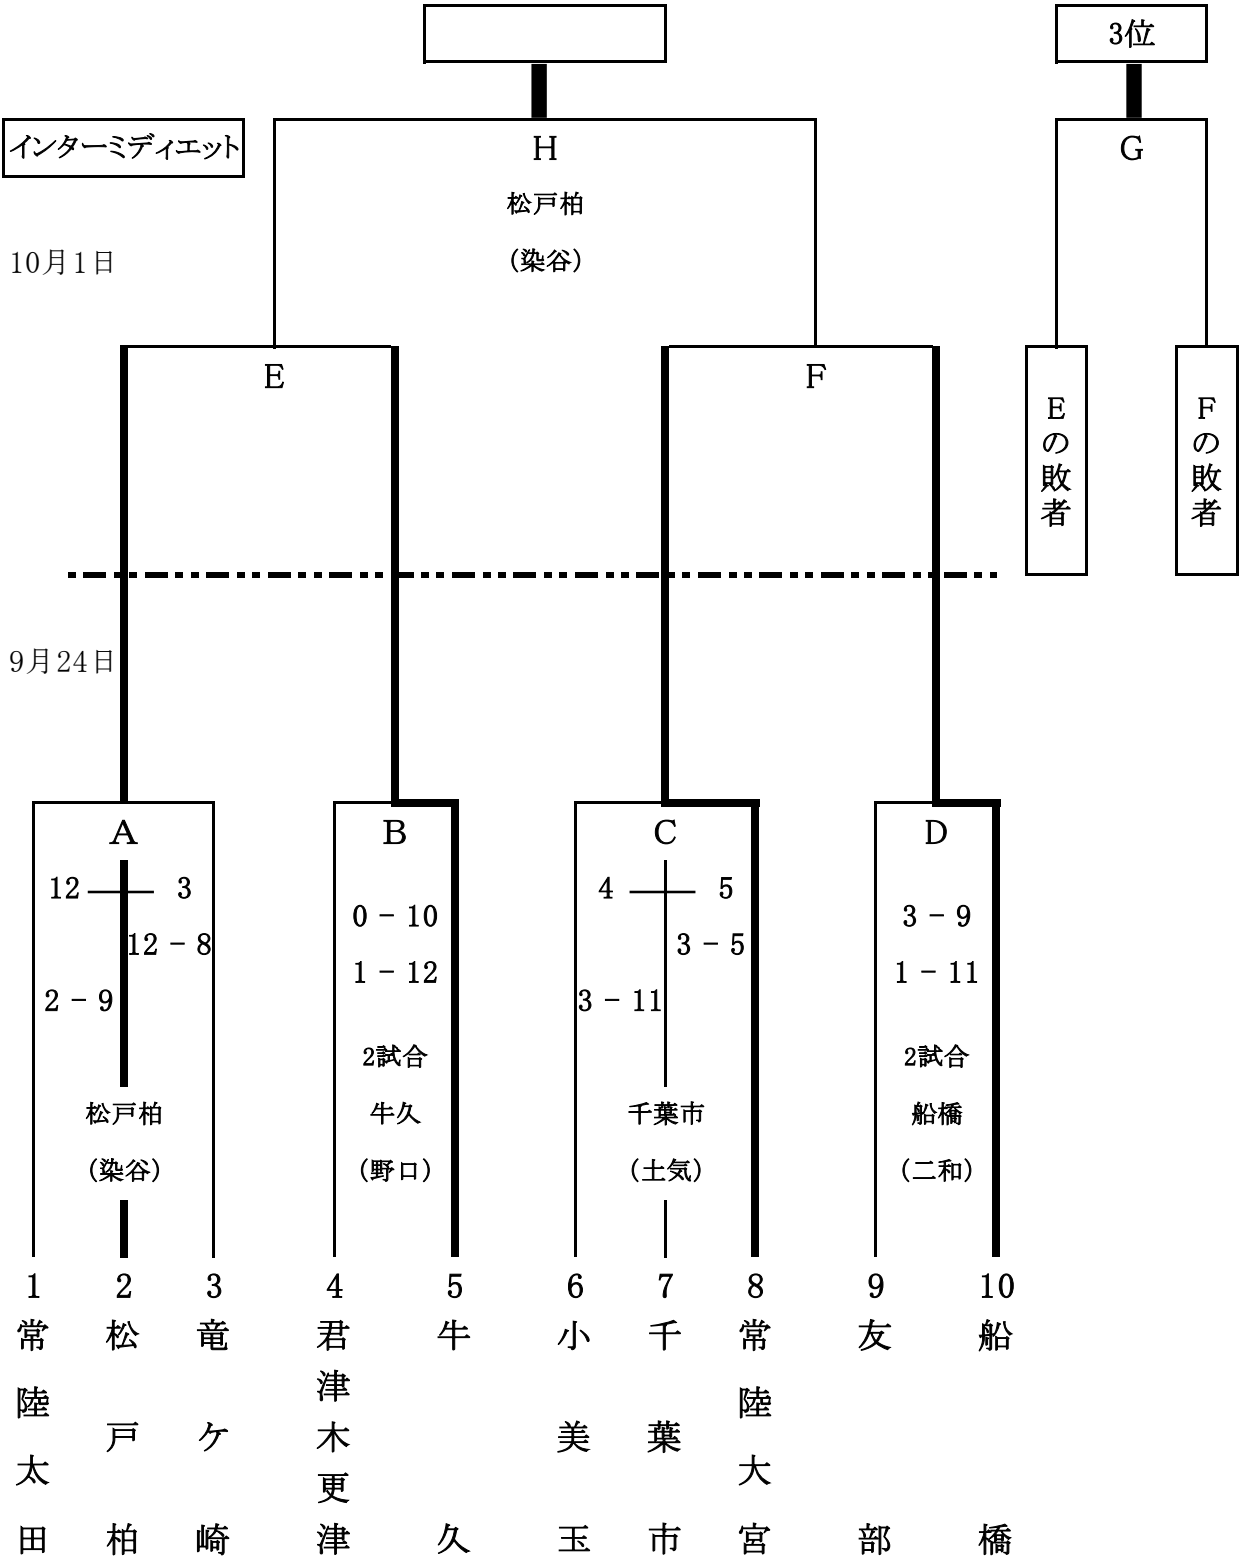 3位
インターミディエット
H
G
松戸柏
(染谷)
10月1日
E
F
Eの敗者
Fの敗者
9月24日
A
B
C
D
12 3
4 5
0 - 10
3 - 9
12 - 8
3 - 5
1 - 12
1 - 11
2 - 9
3 - 11
2試合
2試合
松戸柏
牛久
千葉市
船橋
(染谷)
(野口)
(土気)
(二和)
1 2 3 4 5 6 7 8 9 10
常陸太田
松戸柏
竜ケ崎
君津木更津
牛久
小美玉
千葉市
常陸大宮
友部
船橋